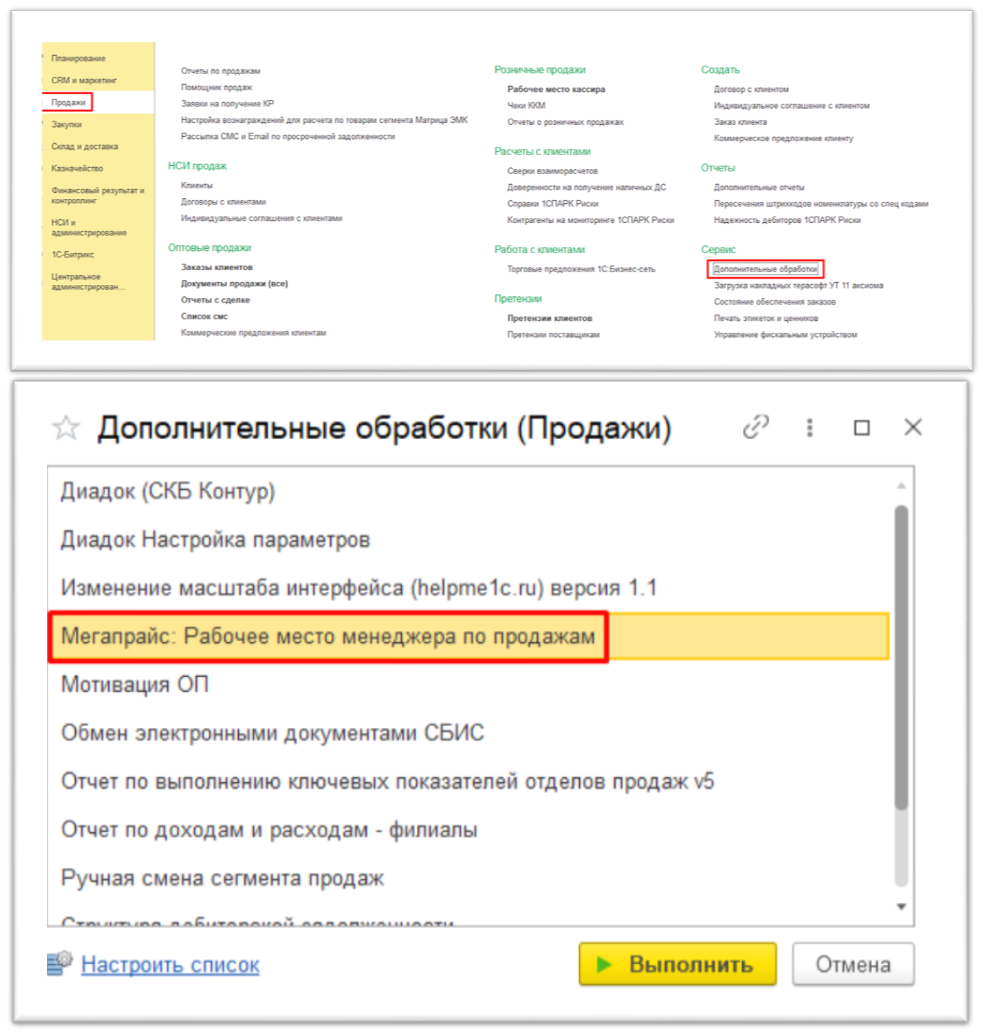 Планирование
CRM и маркетинг
Продажи
Закупки
Склад и доставка
Казначейство
Финансовый результат и
контроллинг
НСИ и
администрирование
1С-Битрикс
Центральное
администрирован...
Отчеты по продажам
Помощник продаж
Заявки на получение КР
Настройка вознаграждений для расчета по товарам сегмента Матрица ЭМК
Рассылка СМС и Email по просроченной задолженности
НСИ продаж
Клиенты
Договоры с клиентами
Индивидуальные соглашения с клиентами
Оптовые продажи
Заказы клиентов
Документы продажи (все)
Отчеты с сделке
Список смс
Коммерческие предложения клиентам
Розничные продажи
Рабочее место кассира
Чеки ККМ
Отчеты о розничных продажах
Расчеты с клиентами
Сверки взаиморасчетов
Доверенности на получение наличных ДС
Справки 1СПАРК Риски
Контрагенты на мониторинге 1СПАРК Риски
Работа с клиентами
Торговые предложения 1С:Бизнес-сеть
Претензии
Претензии клиентов
Претензии поставщикам
Создать
Договор с клиентом
Индивидуальное соглашение с клиентом
Заказ клиента
Коммерческое предложение клиенту
Отчеты
Дополнительные отчеты
Пересечения штрихкодов номенклатуры со спец кодами
Надежность дебиторов 1СПАРК Риски
Сервис
Дополнительные обработки
Загрузка накладных терасофт УТ 11 аксиома
Состояние обеспечения заказов
Печать этикеток и ценников
Управление фискальным устройством
Дополнительные обработки (Продажи)
Диадок (СКБ Контур)
Диадок Настройка параметров
Изменение масштаба интерфейса (helpme1c.ru) версия 1.1
Мегапрайс: Рабочее место менеджера по продажам
Мотивация ОП
Обмен электронными документами СБИС
Отчет по выполнению ключевых показателей отделов продаж v5
Отчет по доходам и расходам - филиалы
Ручная смена сегмента продаж
Структура дебиторской задолженности
Настроить список
Выполнить
Отмена